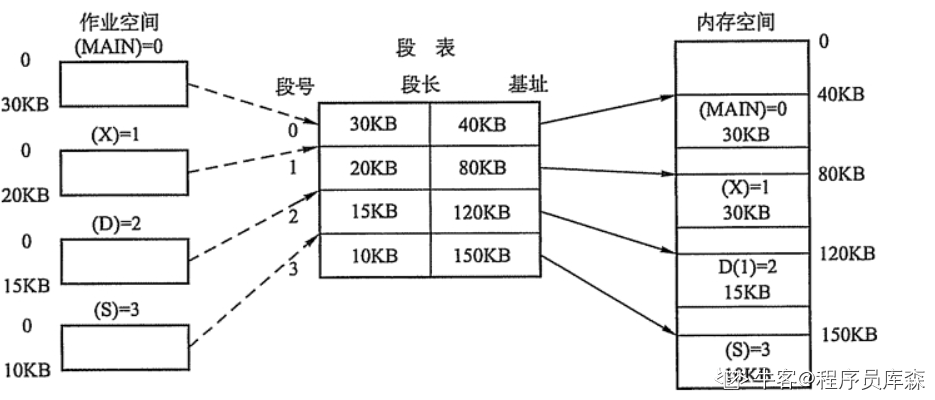 作业空间
(MAIN)=0
0
30KB
(X)=1
0
20KB
(D)=2
0
15KB
(S)=3
0
10KB
段 表
段号 段长 基址
0 30KB 40KB
1 20KB 80KB
2 15KB 120KB
3 10KB 150KB
内存空间
0
40KB
(MAIN)=0
30KB
80KB
(X)=1
30KB
120KB
D(1)=2
15KB
150KB
(S)=3
10KB
牛客@程序员库森